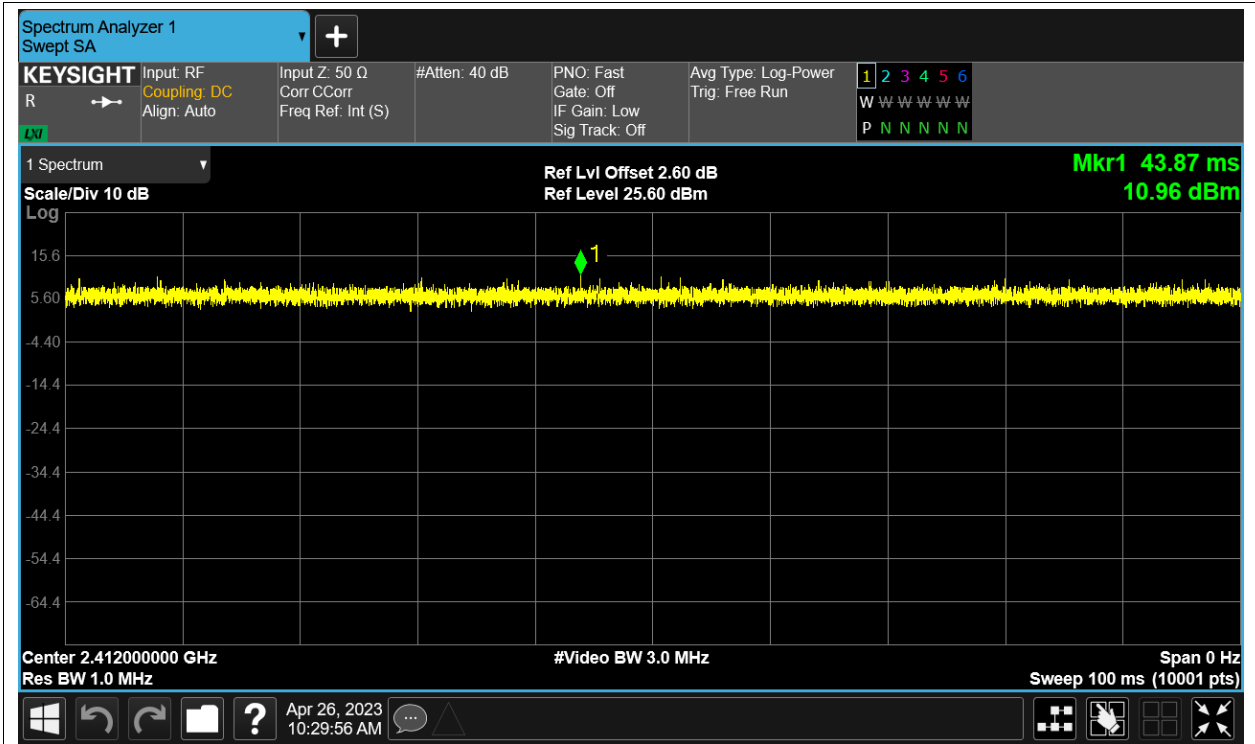 Spectrum Analyzer 1
Swept SA
+
KEYSIGHT
R
LXI
Input: RF
Coupling: DC
Align: Auto
Input Z: 50 Ω
Corr CCorr
Freq Ref: Int (S)
#Atten: 40 dB
PNO: Fast
Gate: Off
IF Gain: Low
Sig Track: Off
Avg Type: Log-Power
Trig: Free Run
1 2 3 4 5 6
W W W W W W
P N N N N N
1 Spectrum
Scale/Div 10 dB
Log
Ref Lvl Offset 2.60 dB
Ref Level 25.60 dBm
Mkr1 43.87 ms
10.96 dBm
1
15.6
5.60
-4.40
-14.4
-24.4
-34.4
-44.4
-54.4
-64.4
Center 2.412000000 GHz
Res BW 1.0 MHz
#Video BW 3.0 MHz
Span 0 Hz
Sweep 100 ms (10001 pts)
?
Apr 26, 2023
10:29:56 AM